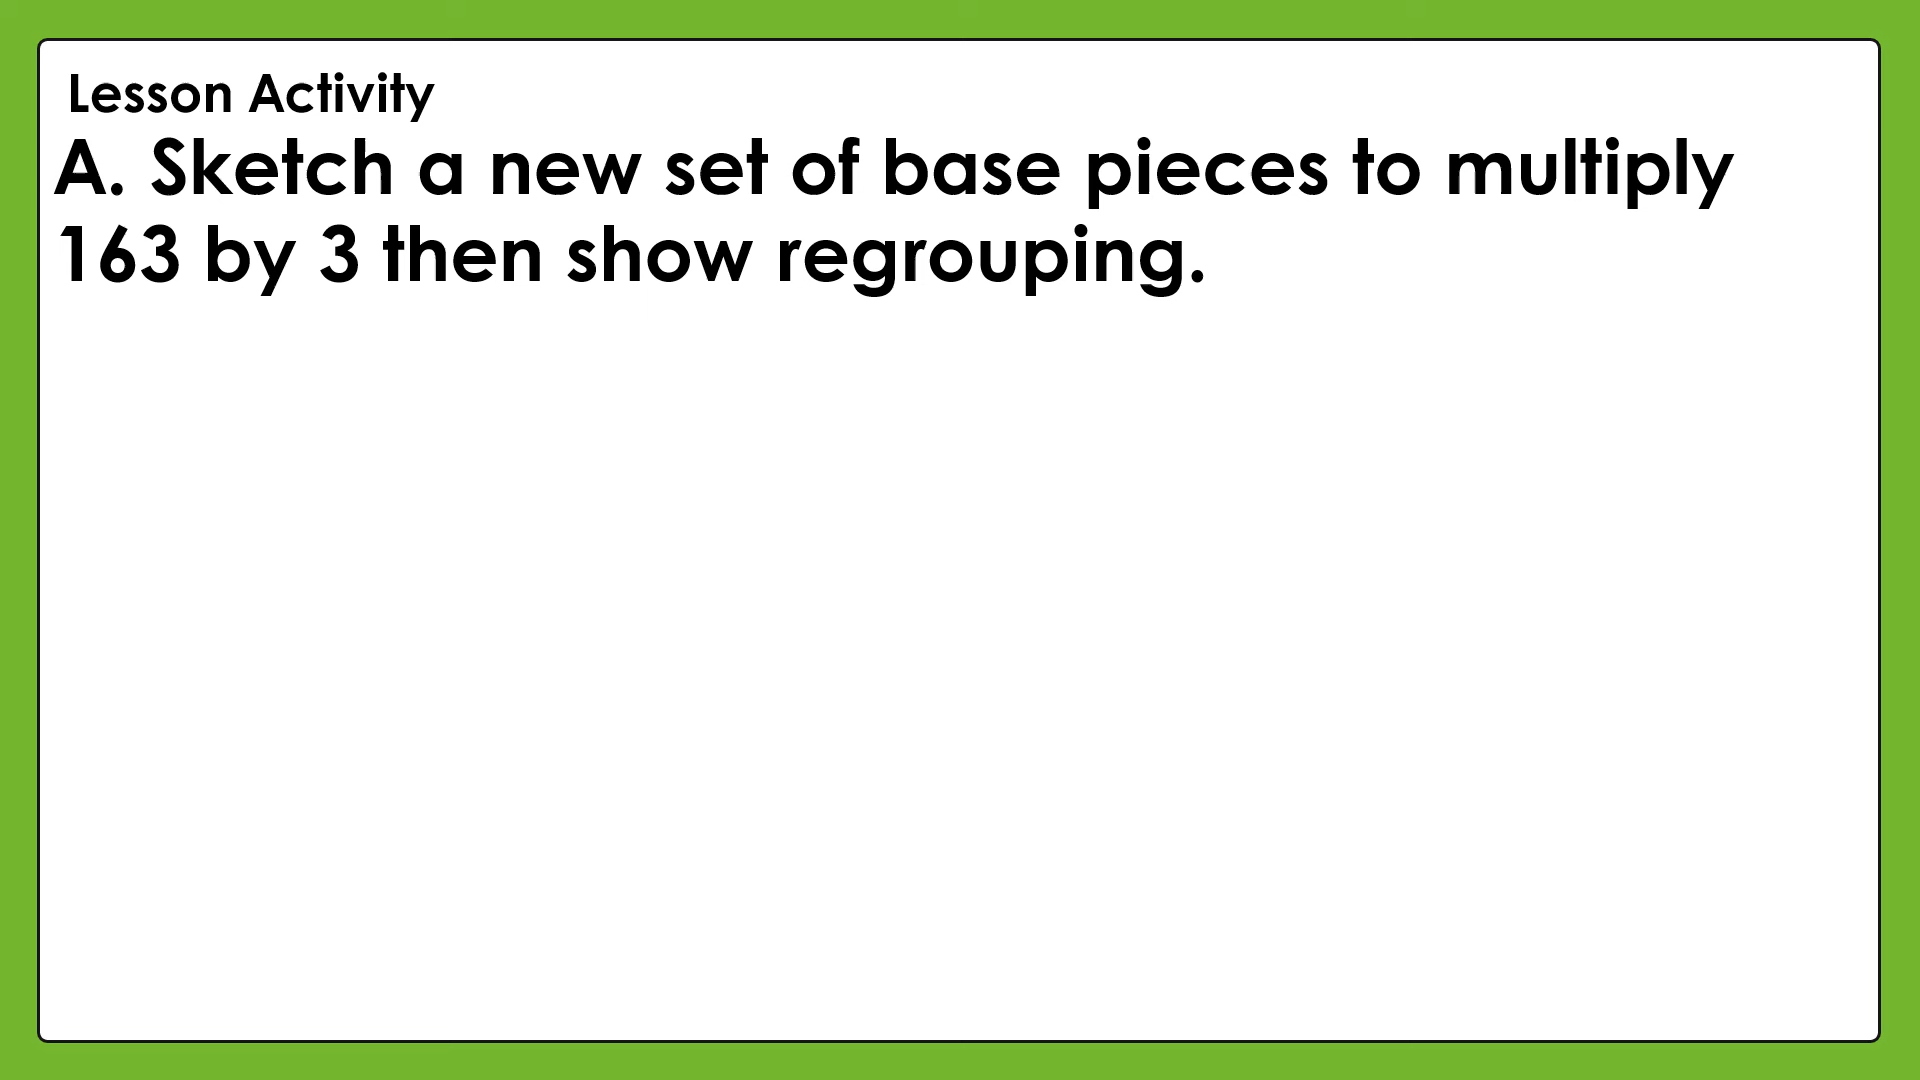 Lesson Activity
A. Sketch a new set of base pieces to multiply
163 by 3 then show regrouping.